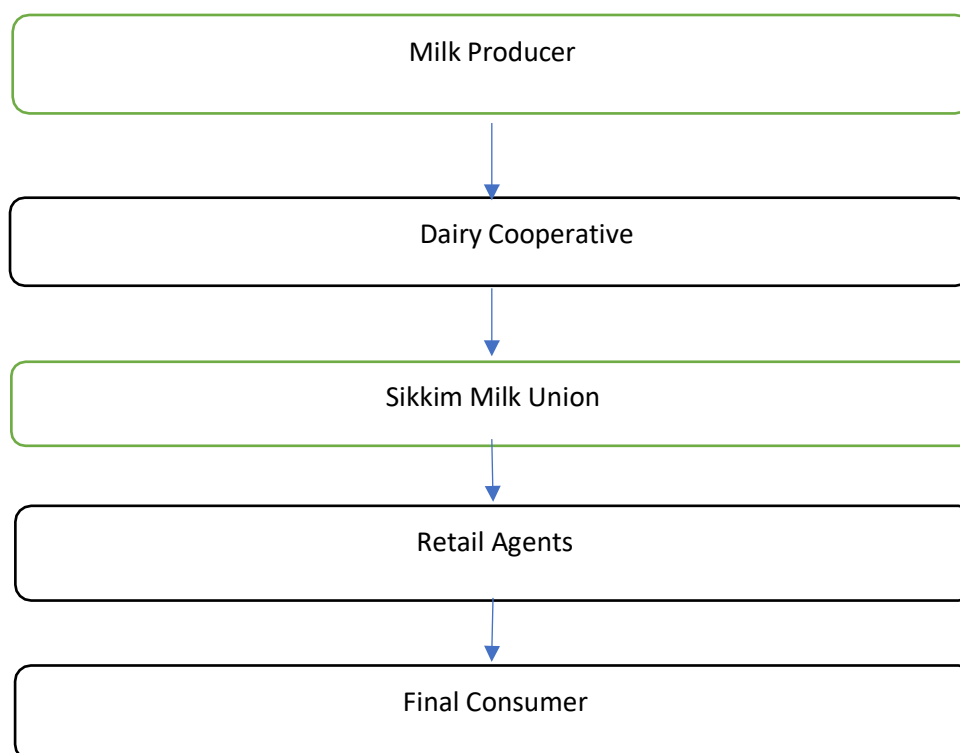 Milk Producer
Dairy Cooperative
Sikkim Milk Union
Retail Agents
Final Consumer